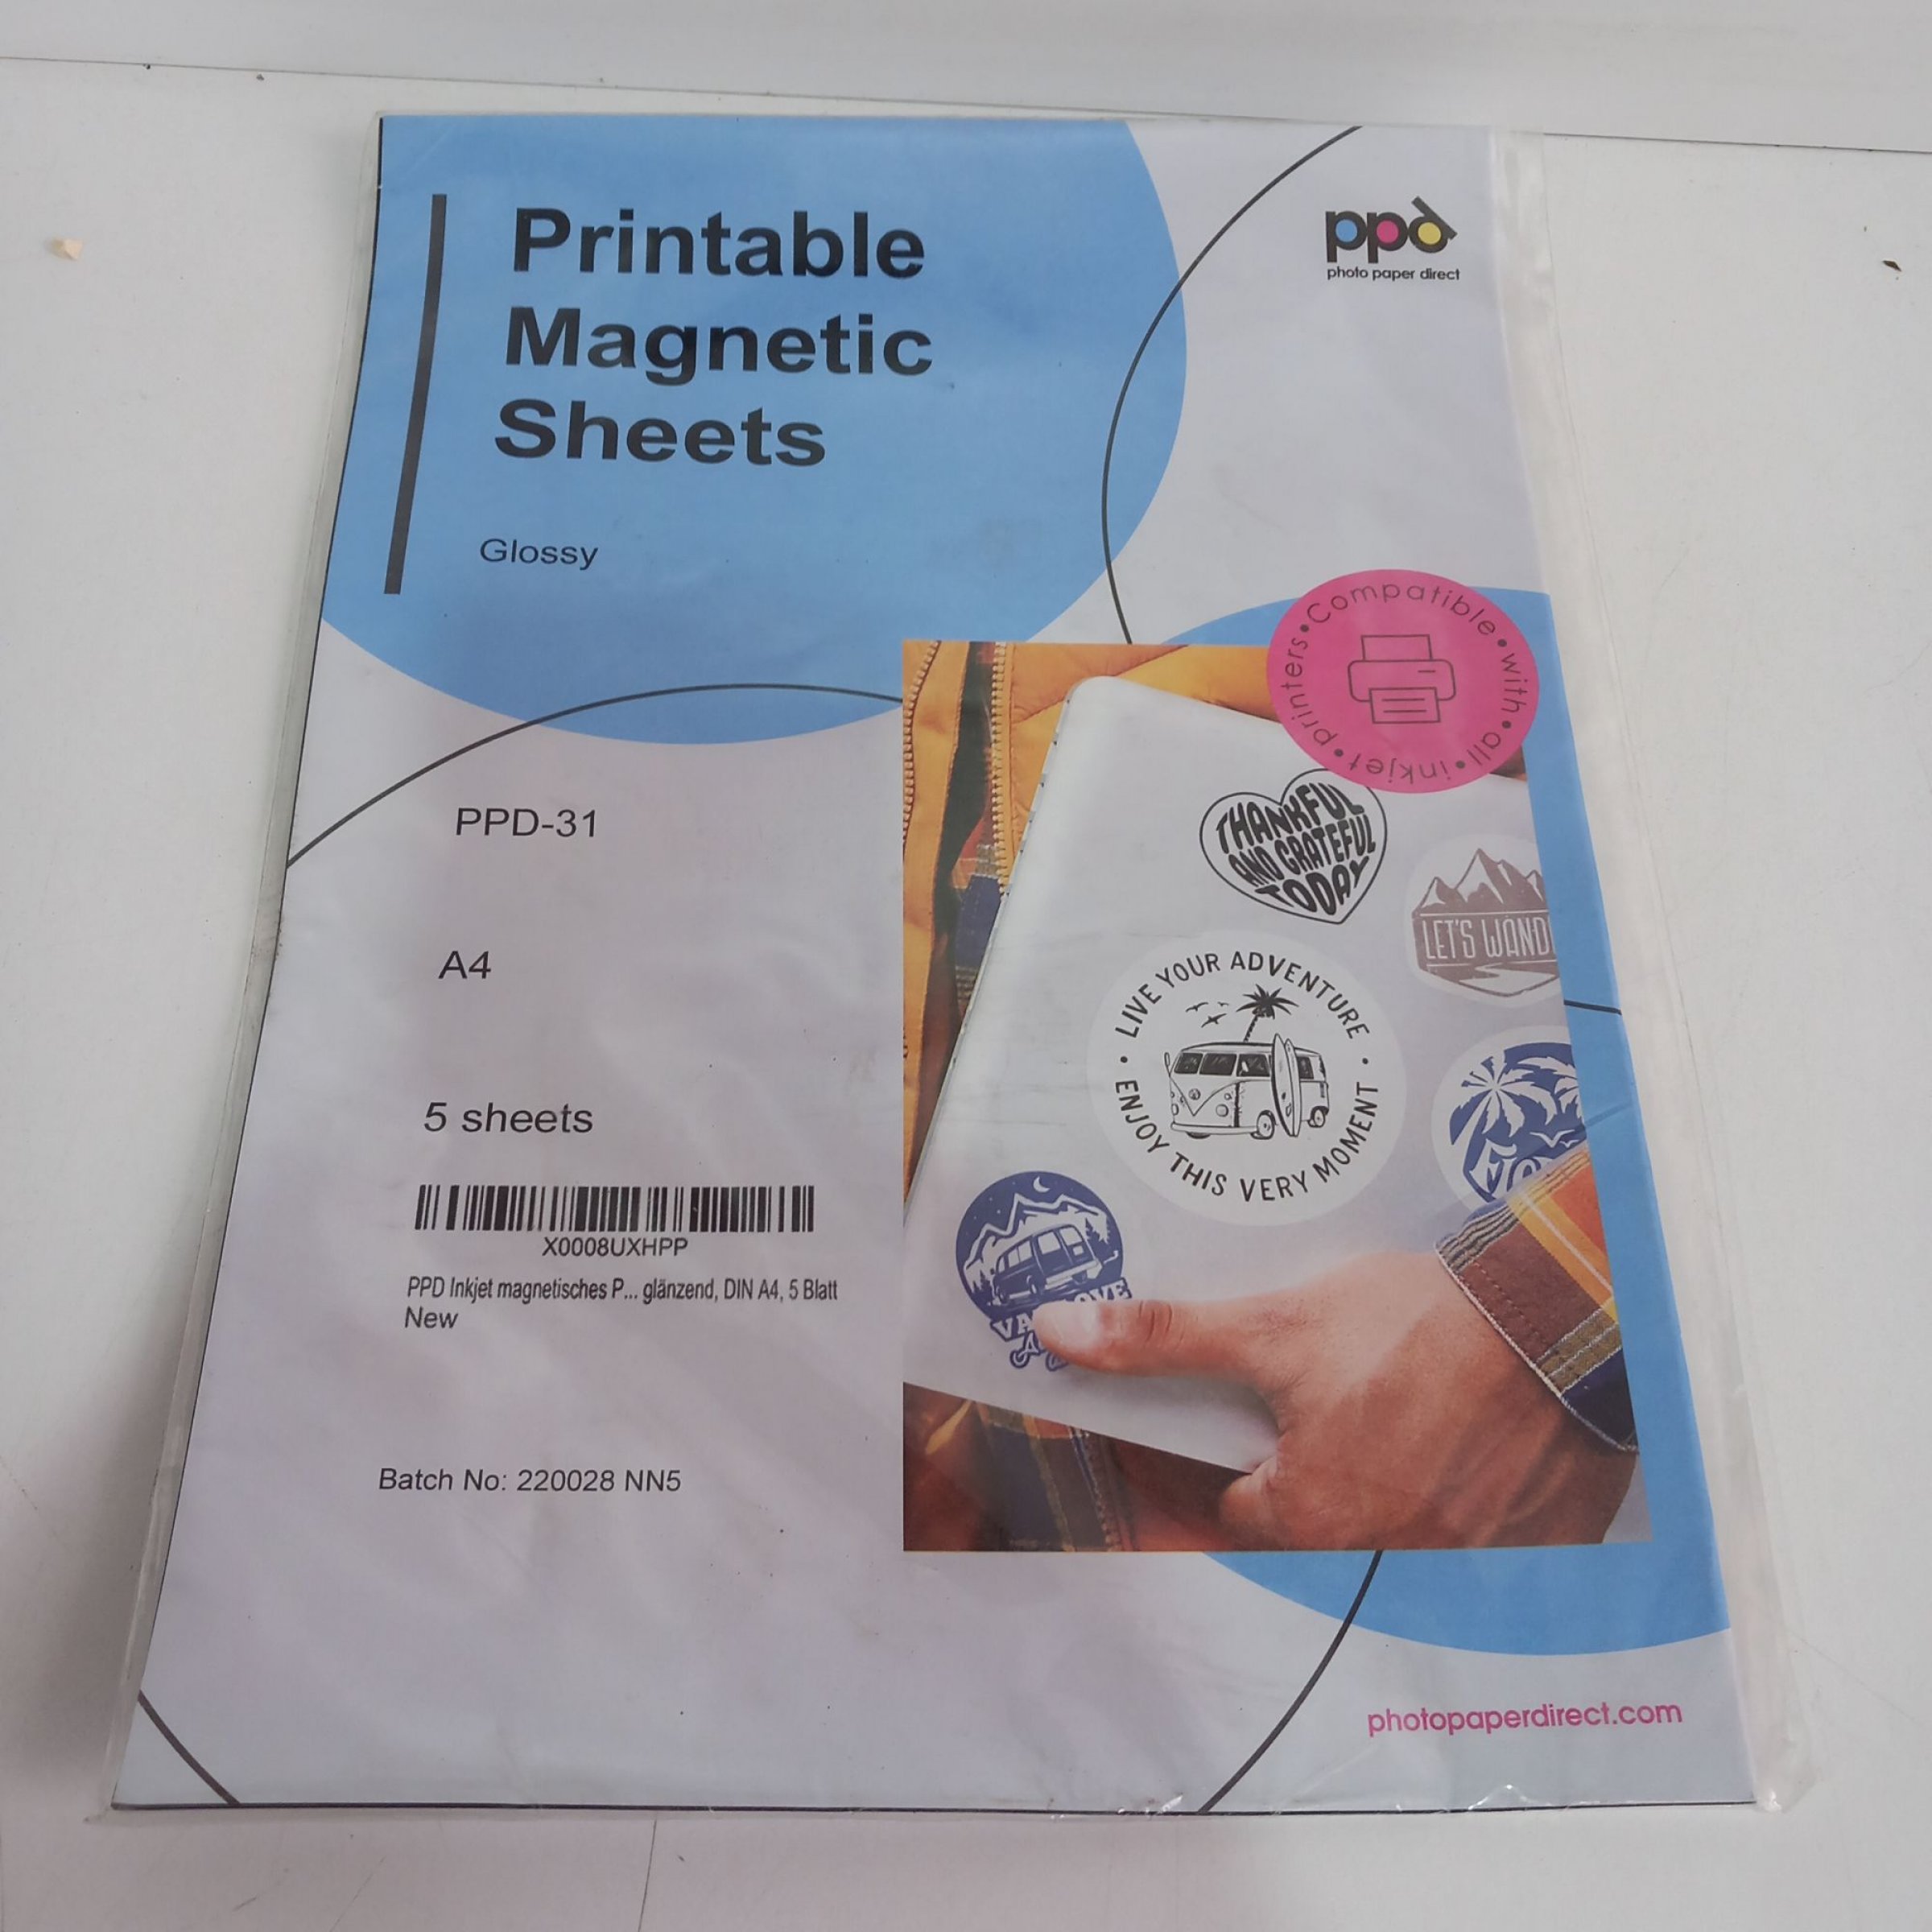 Printable
Magnetic
Sheets
Glossy
ppd
photo paper direct
Compatible • with • all • inkjet • printers •
PPD-31
A4
5 sheets
X0008UXHPP
PPD Inkjet magnetisches P... glänzend, DIN A4, 5 Blatt
New
Batch No: 220028 NN5
THANKFUL
AND GRATEFUL
TODAY
LET'S WAND
• LIVE YOUR ADVENTURE •
ENJOY THIS VERY MOMENT
photopaperdirect.com